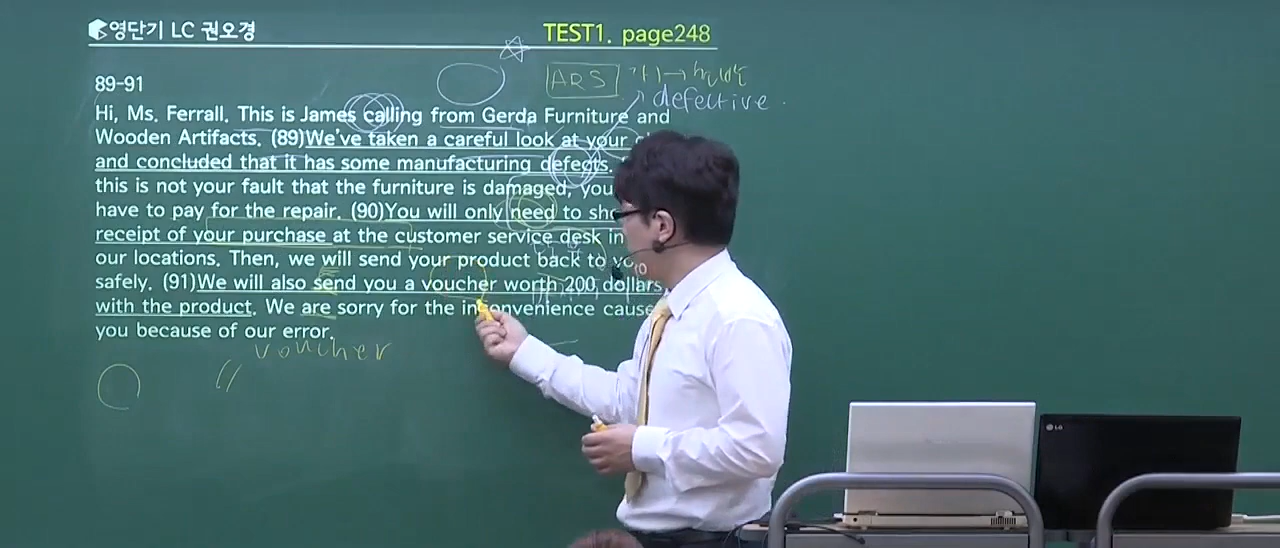 영단기 LC 권오경
TEST1. page248
ARS
defective
89-91
Hi, Ms. Ferrall. This is James calling from Gerda Furniture and
Wooden Artifacts. (89)We've taken a careful look at your
and concluded that it has some manufacturing defects.
this is not your fault that the furniture is damaged,
have to pay for the repair. (90)You will only need to
receipt of your purchase at the customer service desk in
our locations. Then, we will send your product back to
safely. (91)We will also send you a voucher worth 200 dollars
with the product. We are sorry for the inconvenience
you because of our error.
voucher
LG